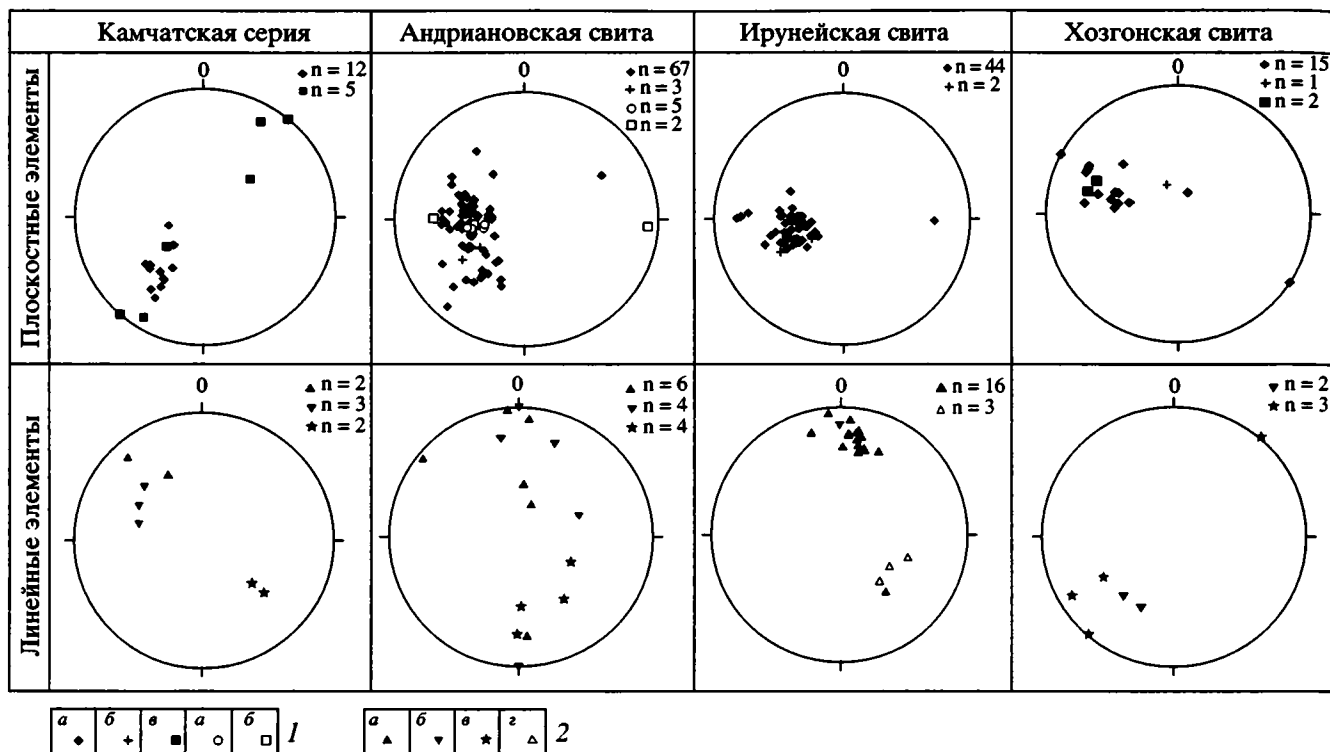 Камчатская серия Андриановская свита Ирунейская свита Хозгонская свита
Плоскостные элементы
0
n = 12
n = 5
0
n = 67
n = 3
n = 5
n = 2
0
n = 44
n = 2
0
n = 15
n = 1
n = 2
Линейные элементы
0
n = 2
n = 3
n = 2
0
n = 6
n = 4
n = 4
0
n = 16
n = 3
0
n = 2
n = 3
а б в а б 1
а б в г 2